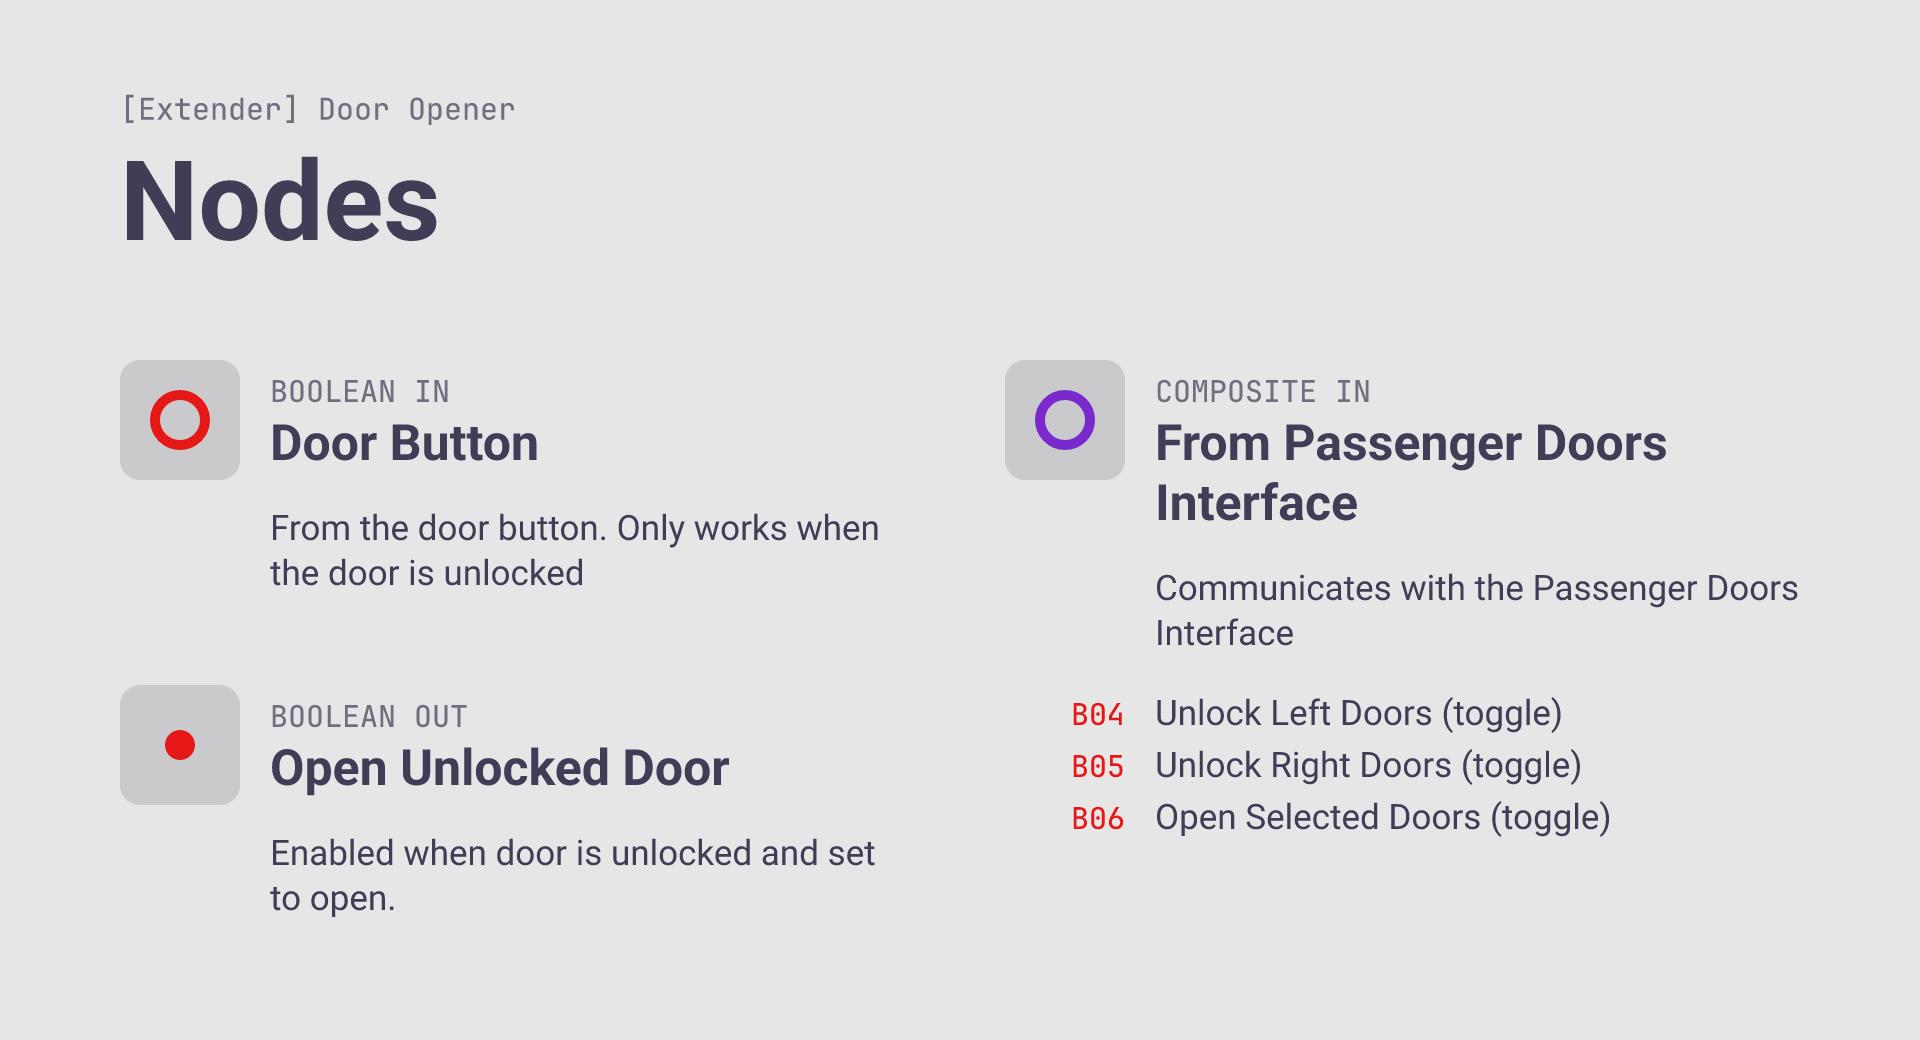 [Extender] Door Opener
Nodes
BOOLEAN IN
Door Button
From the door button. Only works when
the door is unlocked
BOOLEAN OUT
Open Unlocked Door
Enabled when door is unlocked and set
to open.
COMPOSITE IN
From Passenger Doors
Interface
Communicates with the Passenger Doors
Interface
B04 Unlock Left Doors (toggle)
B05 Unlock Right Doors (toggle)
B06 Open Selected Doors (toggle)